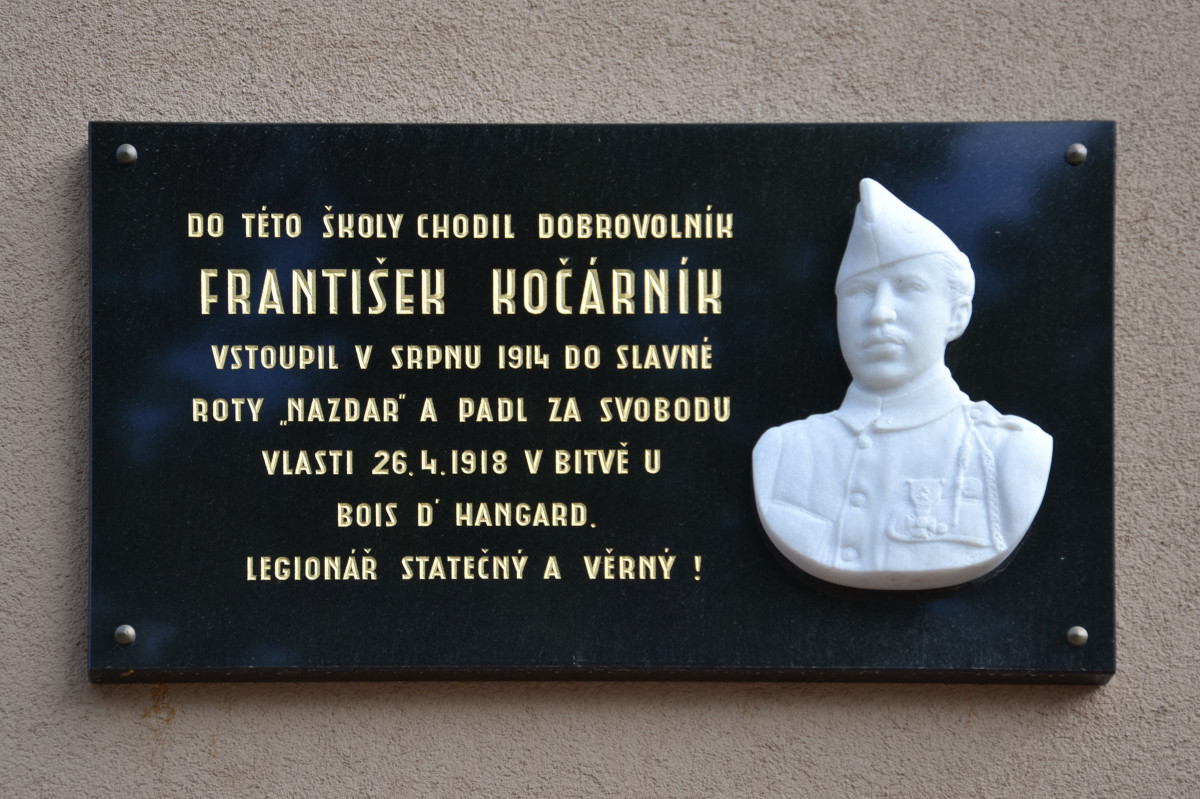 DO TÉTO ŠKOLY CHODIL DOBROVOLNÍK
FRANTIŠEK KOČÁRNÍK
VSTOUPIL V SRPNU 1914 DO SLAVNÉ
ROTY „NAZDAR" A PADL ZA SVOBODU
VLASTI 26.4.1918 V BITVĚ U
BOIS D' HANGARD.
LEGIONÁŘ STATEČNÝ A VĚRNÝ !